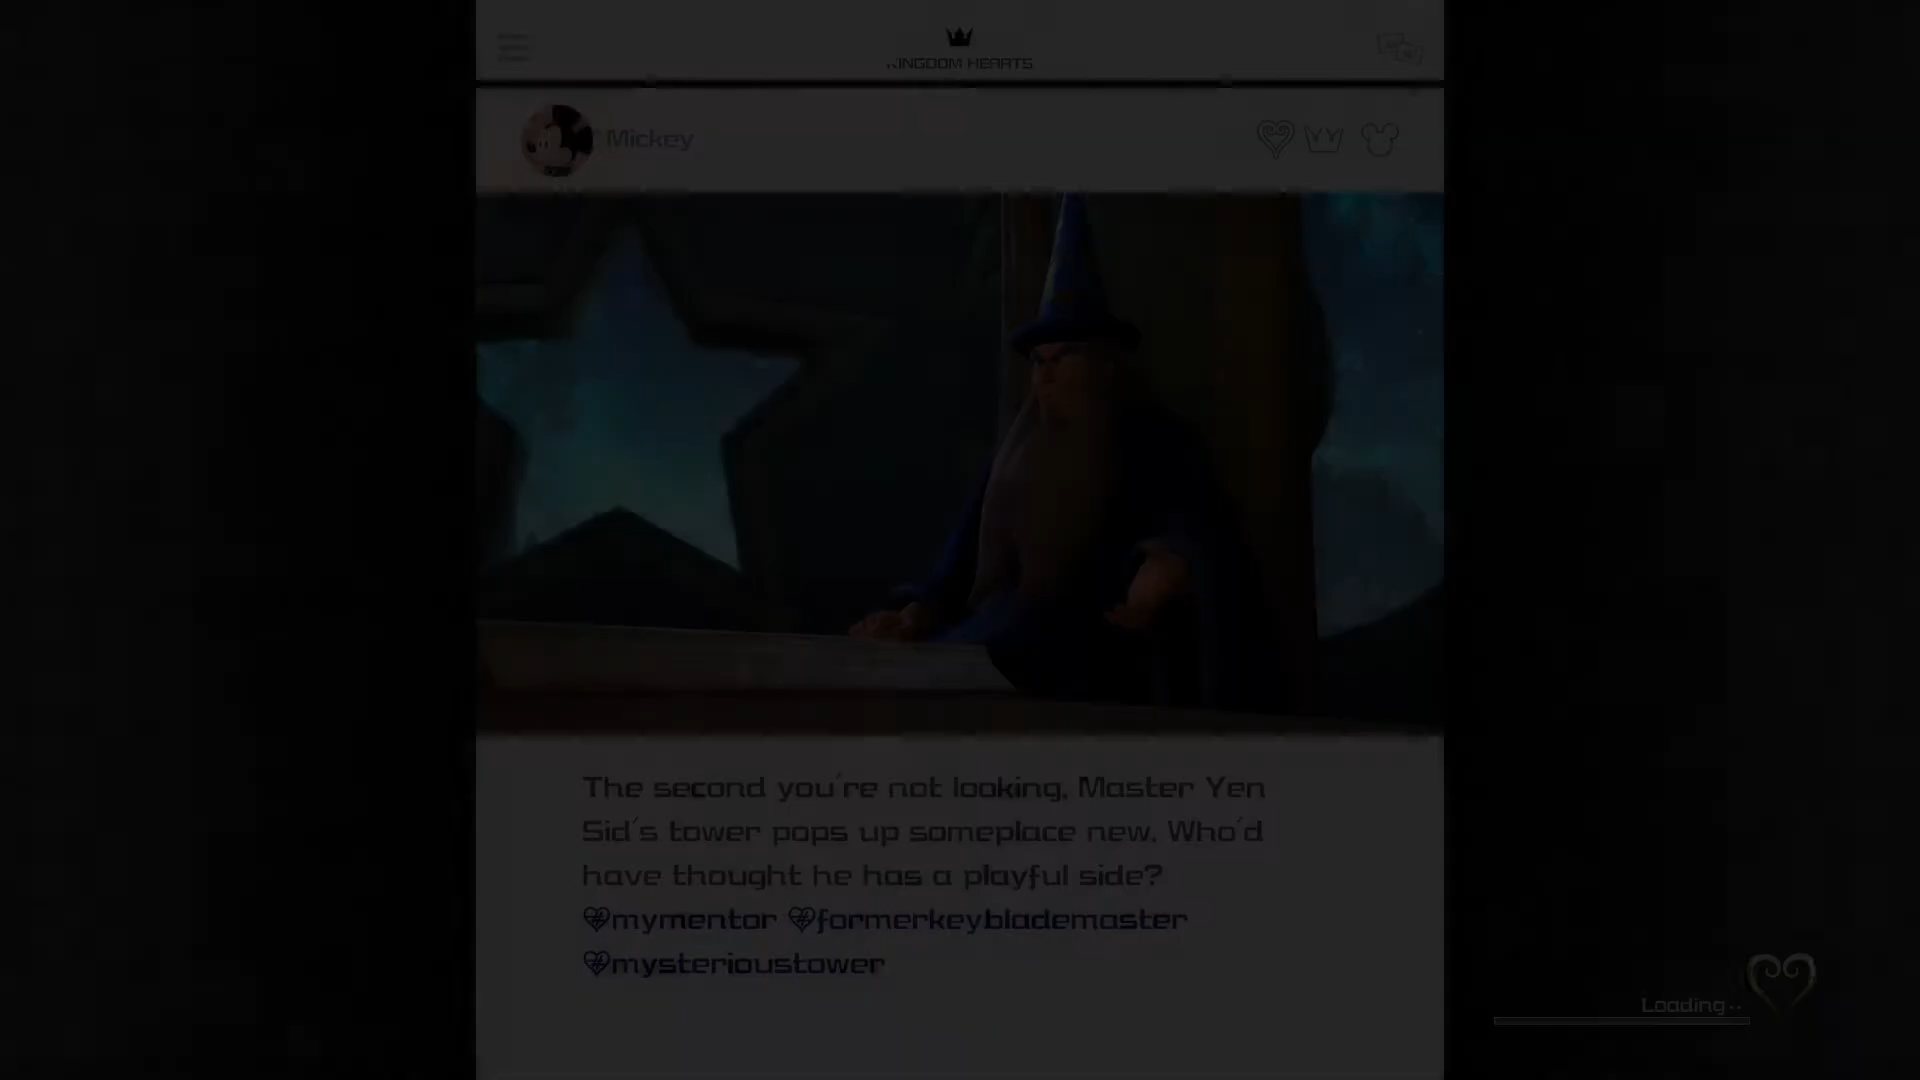 KINGDOM HEARTS
Mickey
The second you're not looking, Master Yen
Sid's tower pops up someplace new. Who'd
have thought he has a playful side?
#mymentor #formerkeyblademaster
#mysterioustower
Loading..